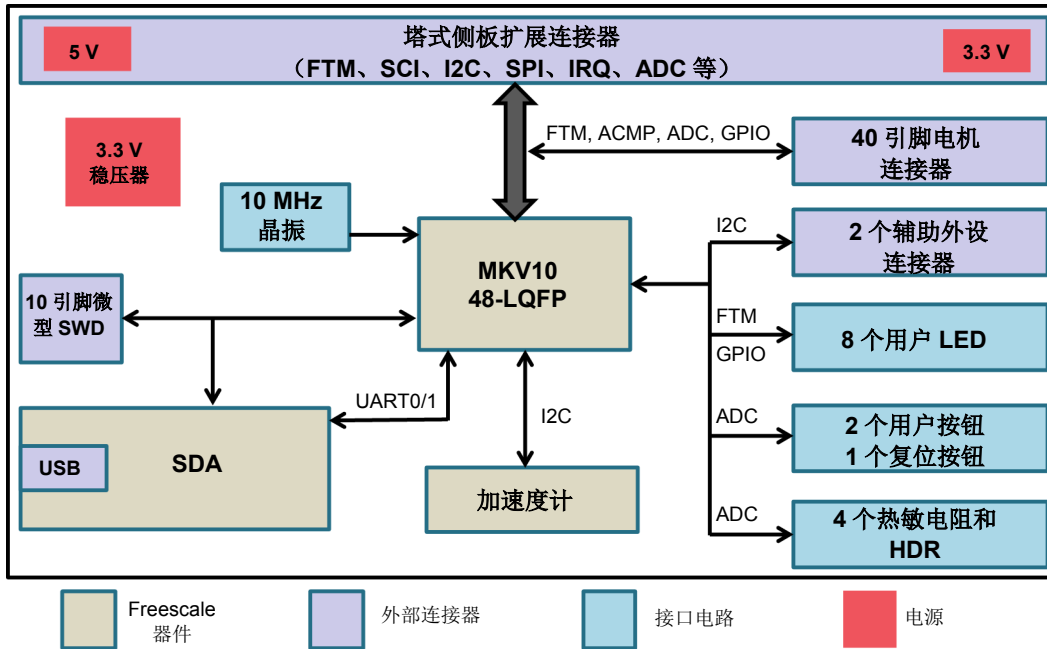 塔式侧板扩展连接器
5 V
（FTM、SCI、I2C、SPI、IRQ、ADC 等）
3.3 V
FTM, ACMP, ADC, GPIO
40 引脚电机
连接器
3.3 V
稳压器
10 MHz
晶振
I2C
2 个辅助外设
连接器
MKV10
48-LQFP
10 引脚微
型 SWD
FTM
GPIO
8 个用户 LED
UART0/1
I2C
ADC
2 个用户按钮
1 个复位按钮
SDA
USB
加速度计
ADC
4 个热敏电阻和
HDR
Freescale
器件
外部连接器
接口电路
电源